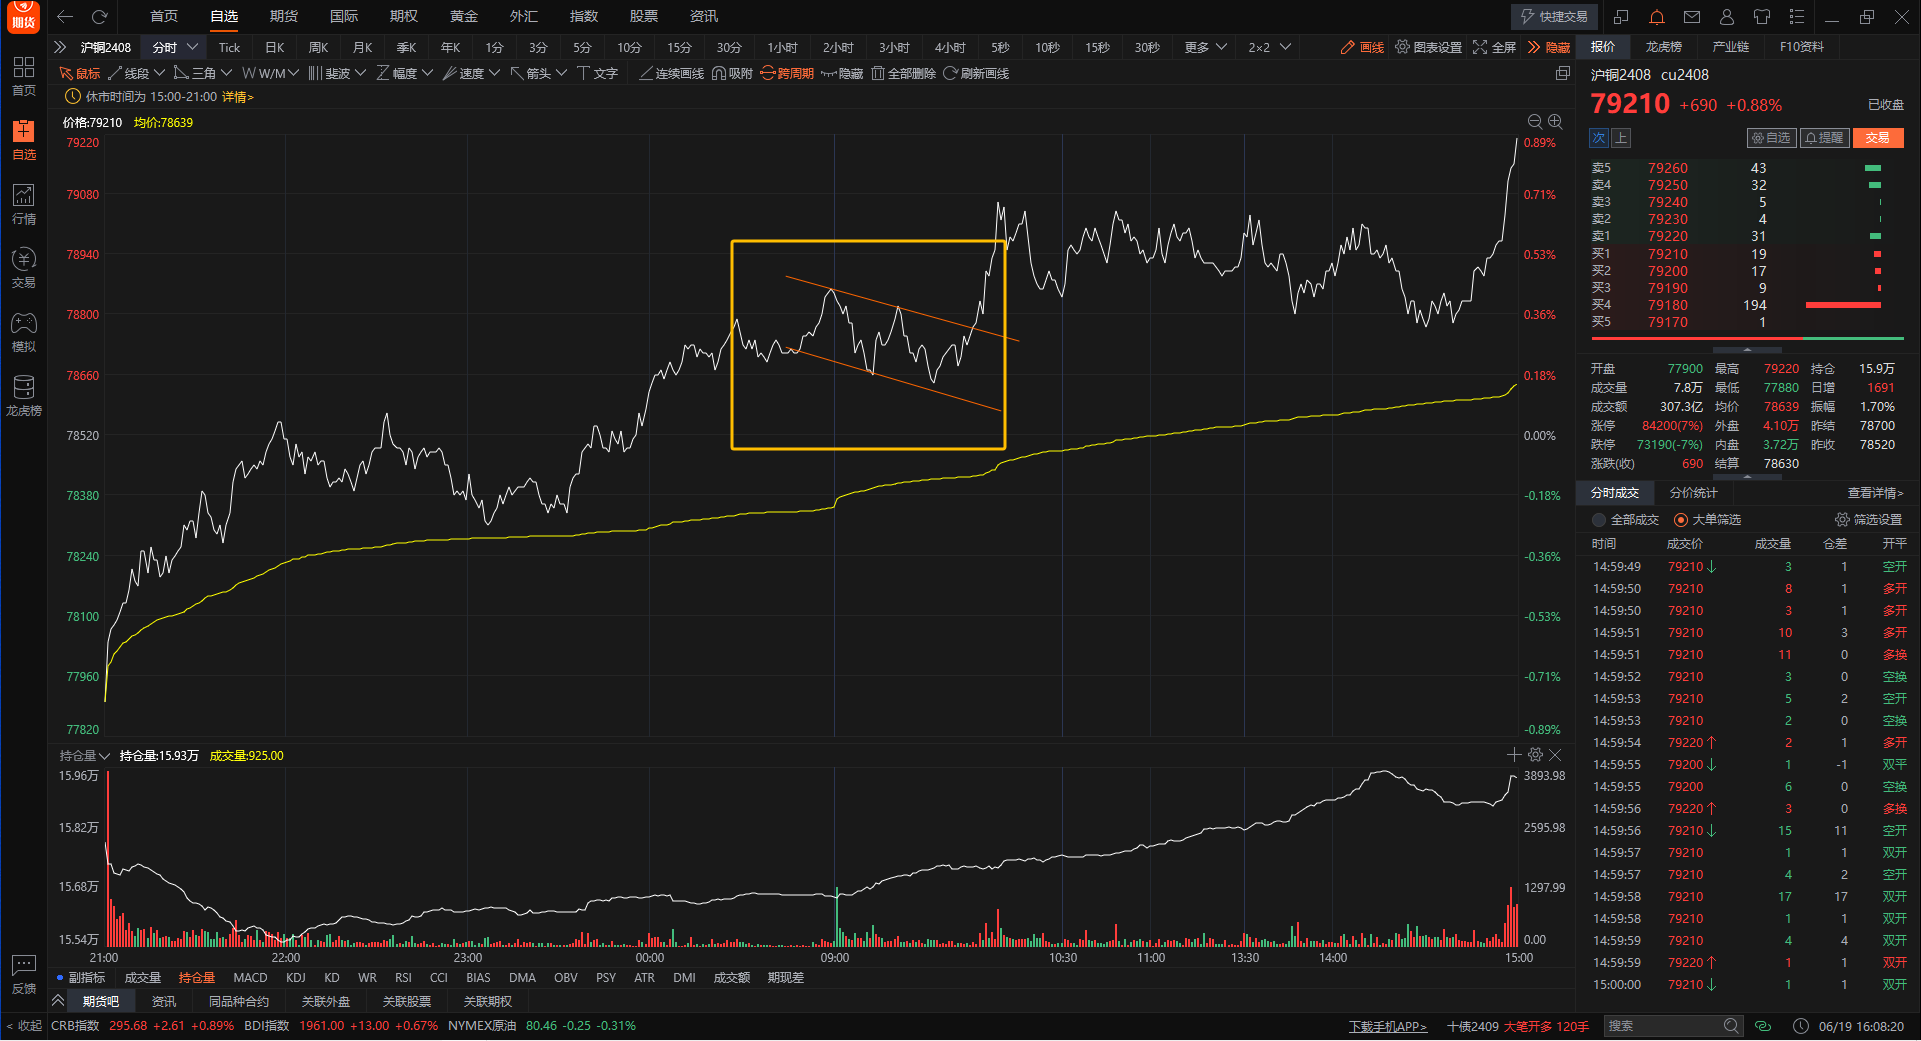 期货
首页 自选 期货 国际 期权 黄金 外汇 指数 股票 资讯 快捷交易
沪铜2408 分时 Tick 日K 周K 月K 季K 年K 1分 3分 5分 10分 15分 30分 1小时 2小时 3小时 4小时 5秒 10秒 15秒 30秒 更多 2×2 画线 图表设置 全屏 隐藏
鼠标 线段 三角 W/M 斐波 幅度 速度 箭头 文字 连续画线 吸附 跨周期 隐藏 全部删除 刷新画线
休市时间为 15:00-21:00 详情>
价格:79210 均价:78639
首页
自选
行情
交易
模拟
龙虎榜
反馈
< 收起
79220 0.89%
79080 0.71%
78940 0.53%
78800 0.36%
78660 0.18%
78520 0.00%
78380 -0.18%
78240 -0.36%
78100 -0.53%
77960 -0.71%
77820 -0.89%
持仓量 持仓量:15.93万 成交量:925.00
15.96万 3893.98
15.82万 2595.98
15.68万 1297.99
15.54万 0.00
21:00 22:00 23:00 00:00 09:00 10:30 11:00 13:30 14:00 15:00
副指标 成交量 持仓量 MACD KDJ KD WR RSI CCI BIAS DMA OBV PSY ATR DMI 成交额 期现差
期货吧 资讯 同品种合约 关联外盘 关联股票 关联期权
报价 龙虎榜 产业链 F10资料
沪铜2408 cu2408
79210 +690 +0.88% 已收盘
次 上 自选 提醒 交易
卖5 79260 43
卖4 79250 32
卖3 79240 5
卖2 79230 4
卖1 79220 31
买1 79210 19
买2 79200 17
买3 79190 9
买4 79180 194
买5 79170 1
开盘 77900 最高 79220 持仓 15.9万
成交量 7.8万 最低 77880 日增 1691
成交额 307.3亿 均价 78639 振幅 1.70%
涨停 84200(7%) 外盘 4.10万 昨结 78700
跌停 73190(-7%) 内盘 3.72万 昨收 78520
涨跌(收) 690 结算 78630
分时成交 分价统计 查看详情>
全部成交 大单筛选 筛选设置
时间 成交价 成交量 仓差 开平
14:59:49 79210↓ 3 1 空开
14:59:50 79210 8 1 多开
14:59:50 79210 3 1 多开
14:59:51 79210 10 3 多开
14:59:51 79210 11 0 多换
14:59:52 79210 3 0 空换
14:59:53 79210 5 2 空开
14:59:53 79210 2 0 空换
14:59:54 79220↑ 2 1 多开
14:59:55 79200↓ 1 -1 双平
14:59:55 79200 6 0 空换
14:59:56 79220↑ 3 0 多换
14:59:56 79210↓ 15 11 空开
14:59:57 79210 1 1 双开
14:59:57 79210 4 2 空开
14:59:58 79210 17 17 双开
14:59:58 79210 1 1 双开
14:59:59 79210 4 4 双开
14:59:59 79220↑ 1 1 双开
15:00:00 79210↓ 1 1 双开
CRB指数 295.68 +2.61 +0.89% BDI指数 1961.00 +13.00 +0.67% NYMEX原油 80.46 -0.25 -0.31% 下载手机APP> 十债2409 大笔开多 120手 搜索 06/19 16:08:20